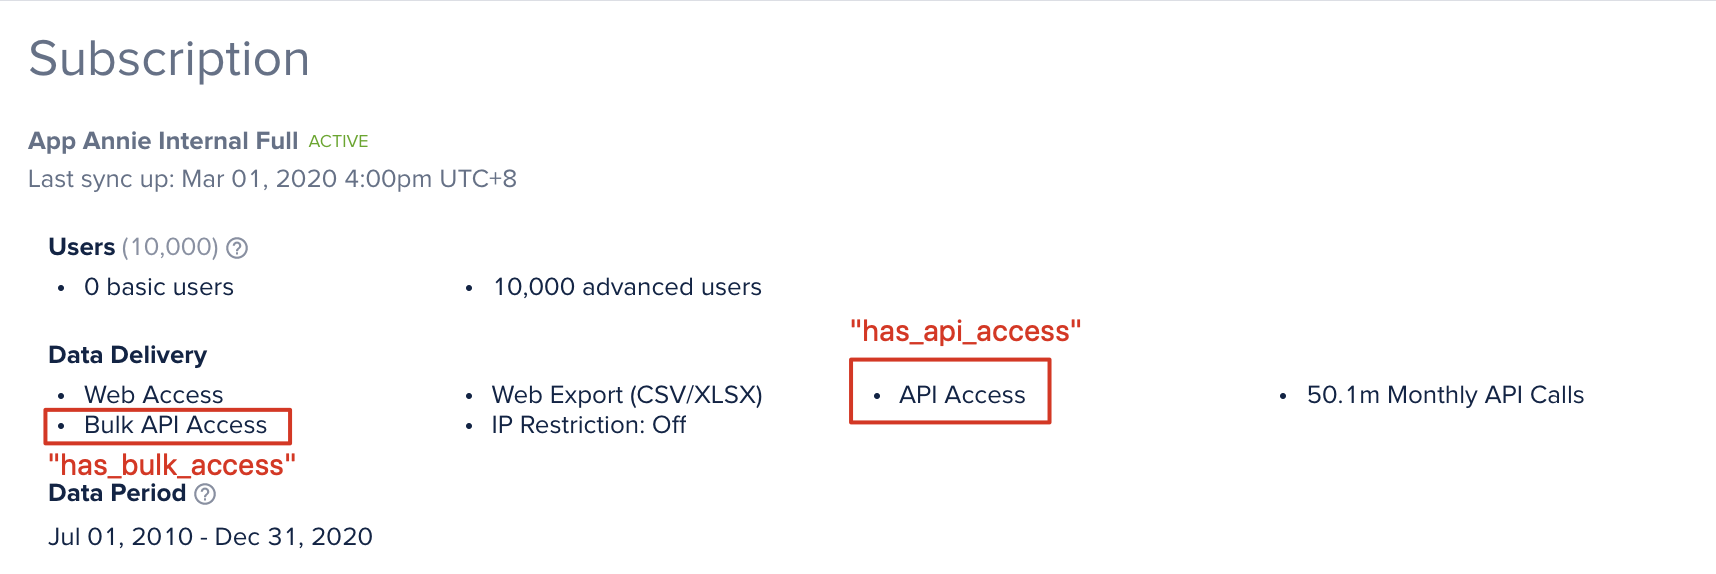 Subscription
App Annie Internal Full ACTIVE
Last sync up: Mar 01, 2020 4:00pm UTC+8
Users (10,000) ?
• 0 basic users • 10,000 advanced users
"has_api_access"
Data Delivery
• Web Access • Web Export (CSV/XLSX) • API Access • 50.1m Monthly API Calls
• Bulk API Access • IP Restriction: Off
"has_bulk_access"
Data Period ?
Jul 01, 2010 - Dec 31, 2020